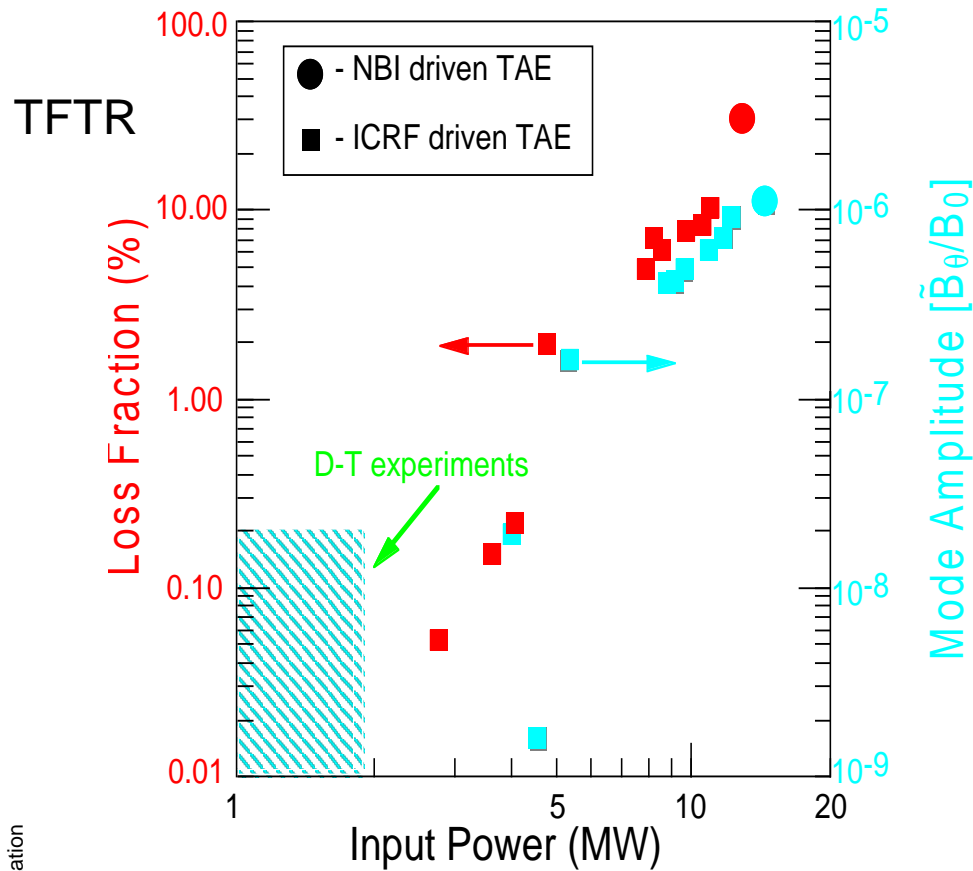 TFTR
- NBI driven TAE
- ICRF driven TAE
D-T experiments
Loss Fraction (%)
100.0
10.00
1.00
0.10
0.01
Mode Amplitude [B̃θ/B0]
10-5
10-6
10-7
10-8
10-9
1
5
10
20
Input Power (MW)
ation